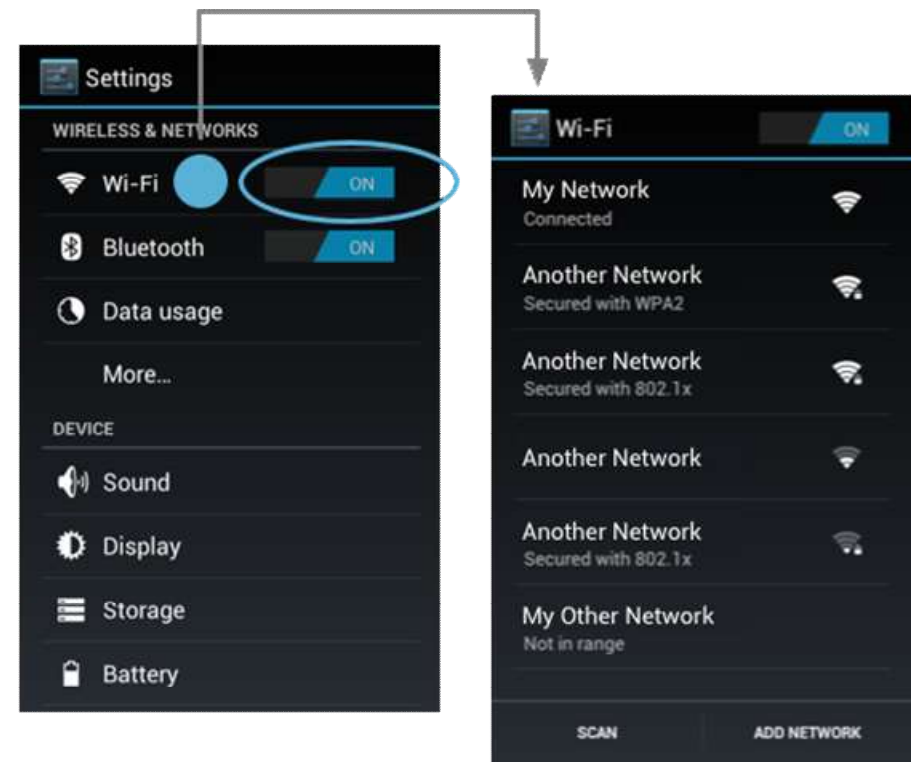 Settings
WIRELESS & NETWORKS
Wi-Fi ON
Bluetooth ON
Data usage
More...
DEVICE
Sound
Display
Storage
Battery
Wi-Fi ON
My Network
Connected
Another Network
Secured with WPA2
Another Network
Secured with 802.1x
Another Network
Another Network
Secured with 802.1x
My Other Network
Not in range
SCAN ADD NETWORK